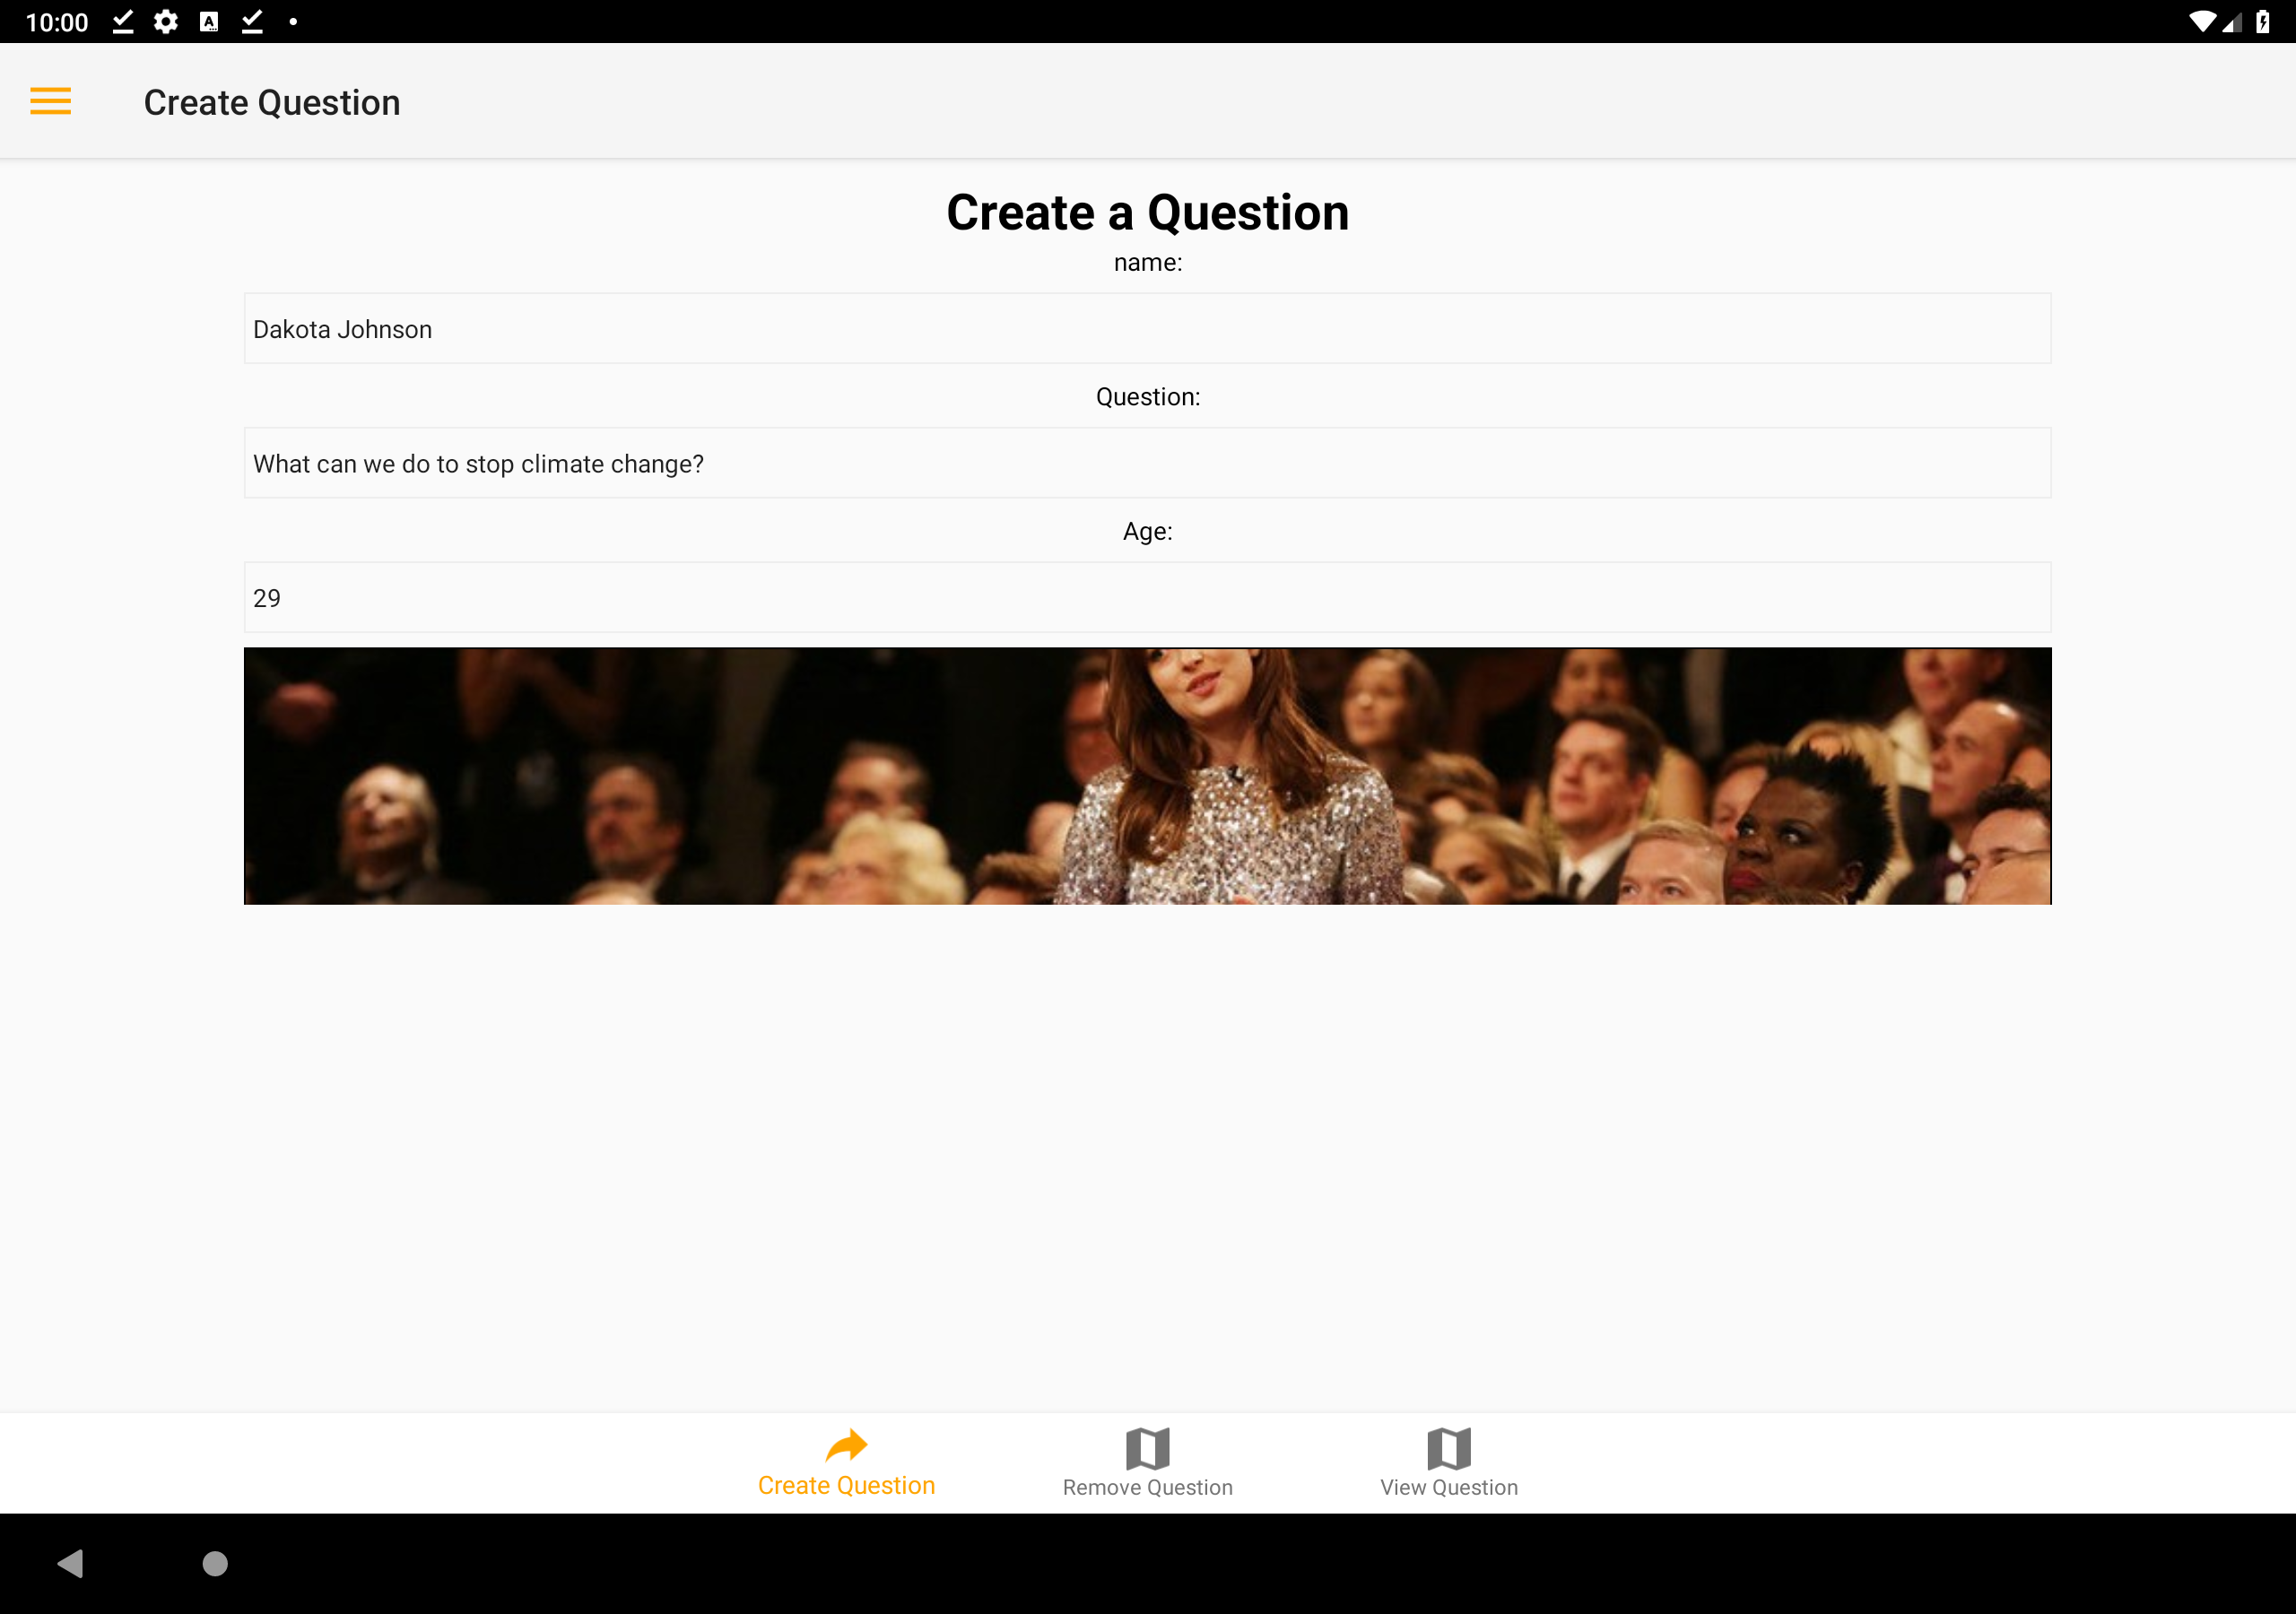 10:00
Create Question
Create a Question
name:
Dakota Johnson
Question:
What can we do to stop climate change?
Age:
29
Create Question
Remove Question
View Question